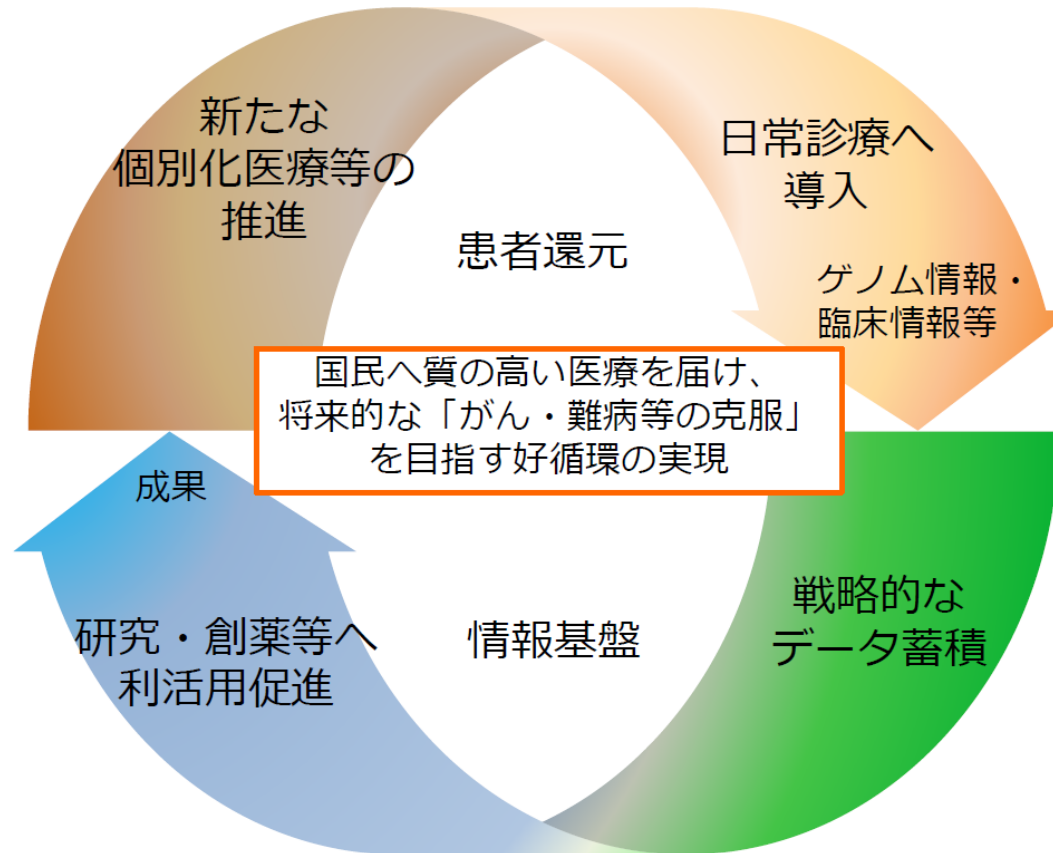 新たな
個別化医療等の
推進
日常診療へ
導入
患者還元
ゲノム情報・
臨床情報等
国民へ質の高い医療を届け、
将来的な「がん・難病等の克服」
を目指す好循環の実現
成果
研究・創薬等へ
利活用促進
情報基盤
戦略的な
データ蓄積